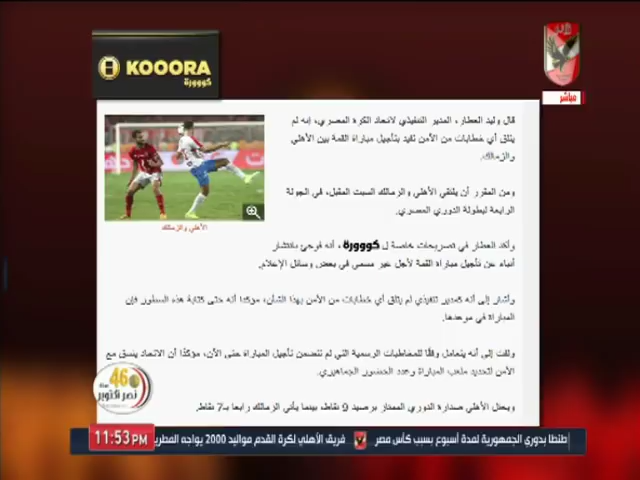 KOOORA
كووورة
مباشر
قال وليد العطار، المدير التنفيذي لاتحاد الكرة المصري، إنه لم
يتلق أي خطابات من الأمن تفيد بتأجيل مباراة القمة بين الأهلي
والزمالك.
ومن المقرر أن يلتقي الأهلي والزمالك السبت المقبل، في الجولة
الرابعة لبطولة الدوري المصري.
وأكد العطار في تصريحات خاصة لـ كووورة، أنه فوجئ بانتشار
أنباء عن تأجيل مباراة القمة لأجل غير مسمى في بعض وسائل الإعلام.
وأشار إلى أنه كمدير تنفيذي لم يتلق أي خطابات من الأمن بهذا الشأن، مؤكدا أنه حتى كتابة هذه السطور فإن
المباراة في موعدها.
ولفت إلى أنه يتعامل وفقًا للمخاطبات الرسمية التي لم تتضمن تأجيل المباراة حتى الآن، مؤكدًا أن الاتحاد ينسق مع
الأمن لتحديد ملعب المباراة وعدد الحضور الجماهيري.
ويحتل الأهلي صدارة الدوري الممتاز برصيد 9 نقاط، بينما يأتي الزمالك رابعا بـ7 نقاط.
الأهلي والزمالك
46 سنة
نصر أكتوبر
11:53 PM
طنطا بدوري الجمهورية لمدة أسبوع بسبب كأس مصر
فريق الأهلي لكرة القدم مواليد 2000 يواجه المطرية